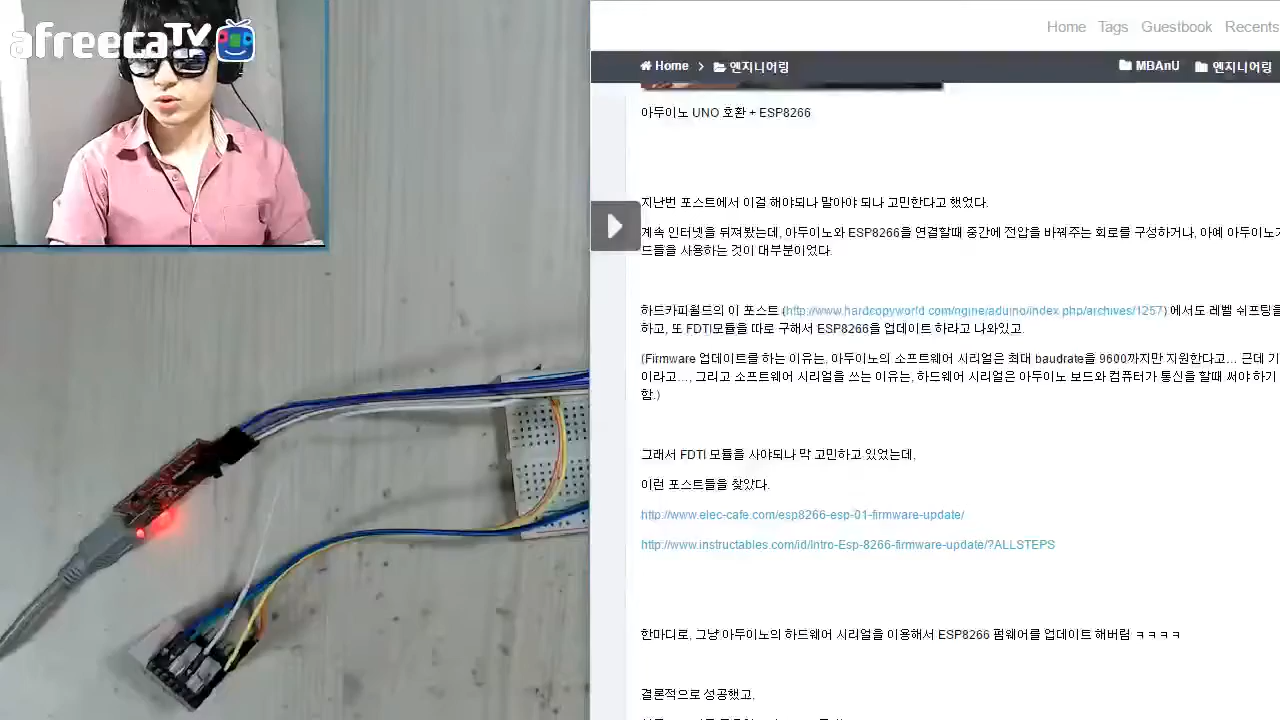 afreecaTV
Home Tags Guestbook Recents
Home > 엔지니어링 MBAnU 엔지니어링
아두이노 UNO 호환 + ESP8266
지난번 포스트에서 이걸 해야되나 말아야 되나 고민한다고 했었다.
계속 인터넷을 뒤져봤는데, 아두이노와 ESP8266을 연결할때 중간에 전압을 바꿔주는 회로를 구성하거나, 아예
드들을 사용하는 것이 대부분이었다.
하드카피월드의 이 포스트 (http://www.hardcopyworld.com/ngine/aduino/index.php/archives/1257) 에서도 레벨 쉬프팅을
하고, 또 FDTI모듈을 따로 구해서 ESP8266을 업데이트 하라고 나와있고.
(Firmware 업데이트를 하는 이유는, 아두이노의 소프트웨어 시리얼은 최대 baudrate을 9600까지만 지원한다고... 근데 기
이라고..., 그리고 소프트웨어 시리얼을 쓰는 이유는, 하드웨어 시리얼은 아두이노 보드와 컴퓨터가 통신을 할때 써야 하기
함.)
그래서 FDTI 모듈을 사야되나 막 고민하고 있었는데,
이런 포스트들을 찾았다.
http://www.elec-cafe.com/esp8266-esp-01-firmware-update/
http://www.instructables.com/id/Intro-Esp-8266-firmware-update/?ALLSTEPS
한마디로, 그냥 아두이노의 하드웨어 시리얼을 이용해서 ESP8266 펌웨어를 업데이트 해버림 ㅋㅋㅋㅋ
결론적으로 성공했고,